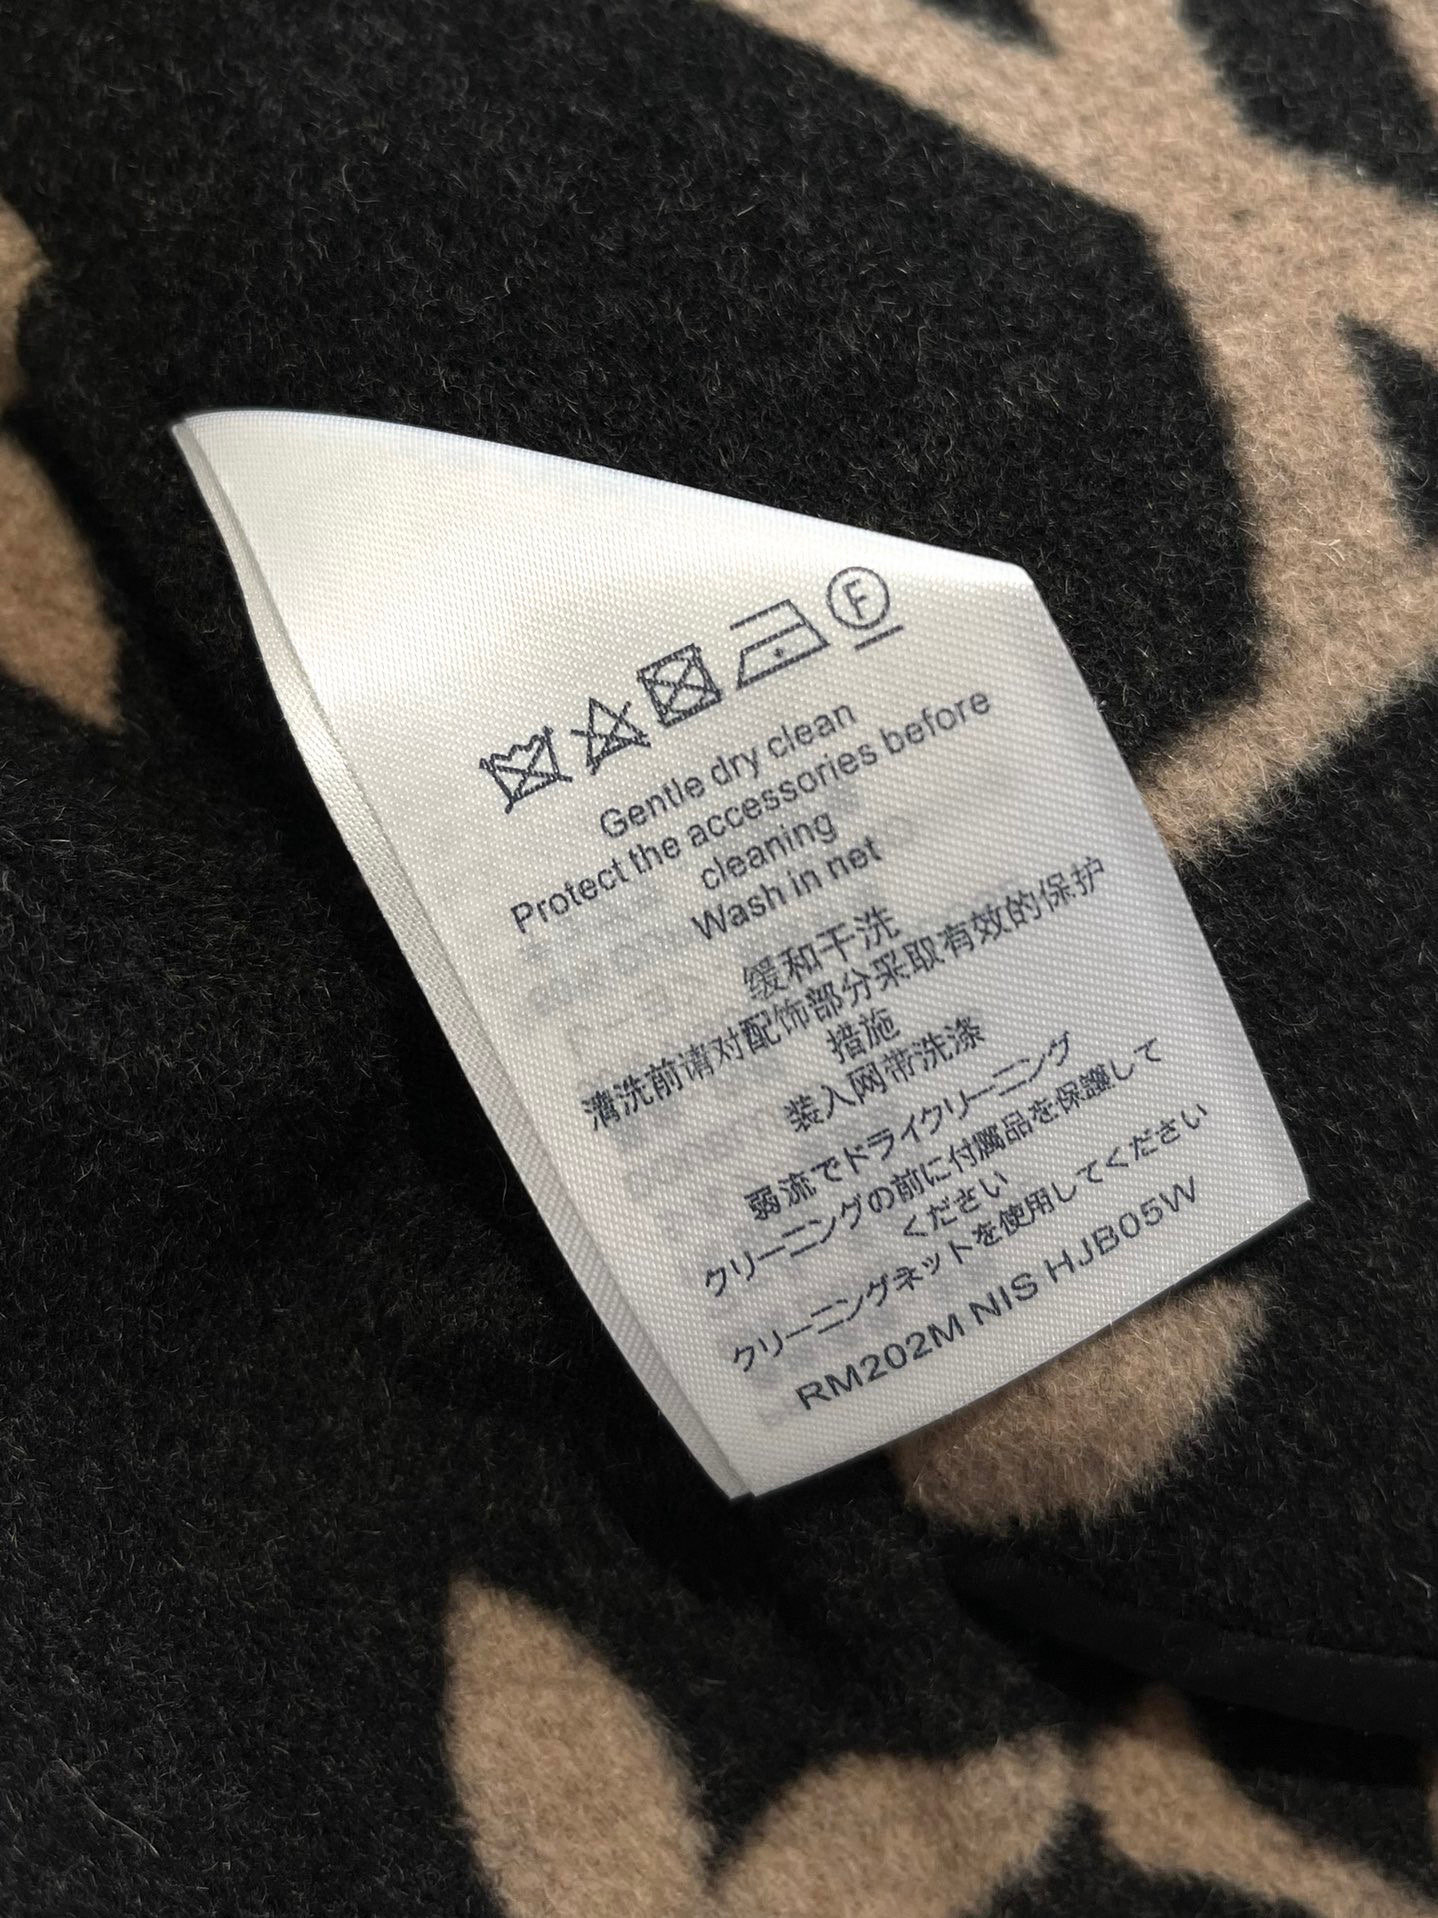 F
Gentle dry clean
Protect the accessories before
cleaning
Wash in net
缓和干洗
清洗前请对配饰部分采取有效的保护
措施
装入网带洗涤
弱流でドライクリーニング
クリーニングの前に付属品を保護して
ください
クリーニングネットを使用してください
RM202M NIS HJB05W